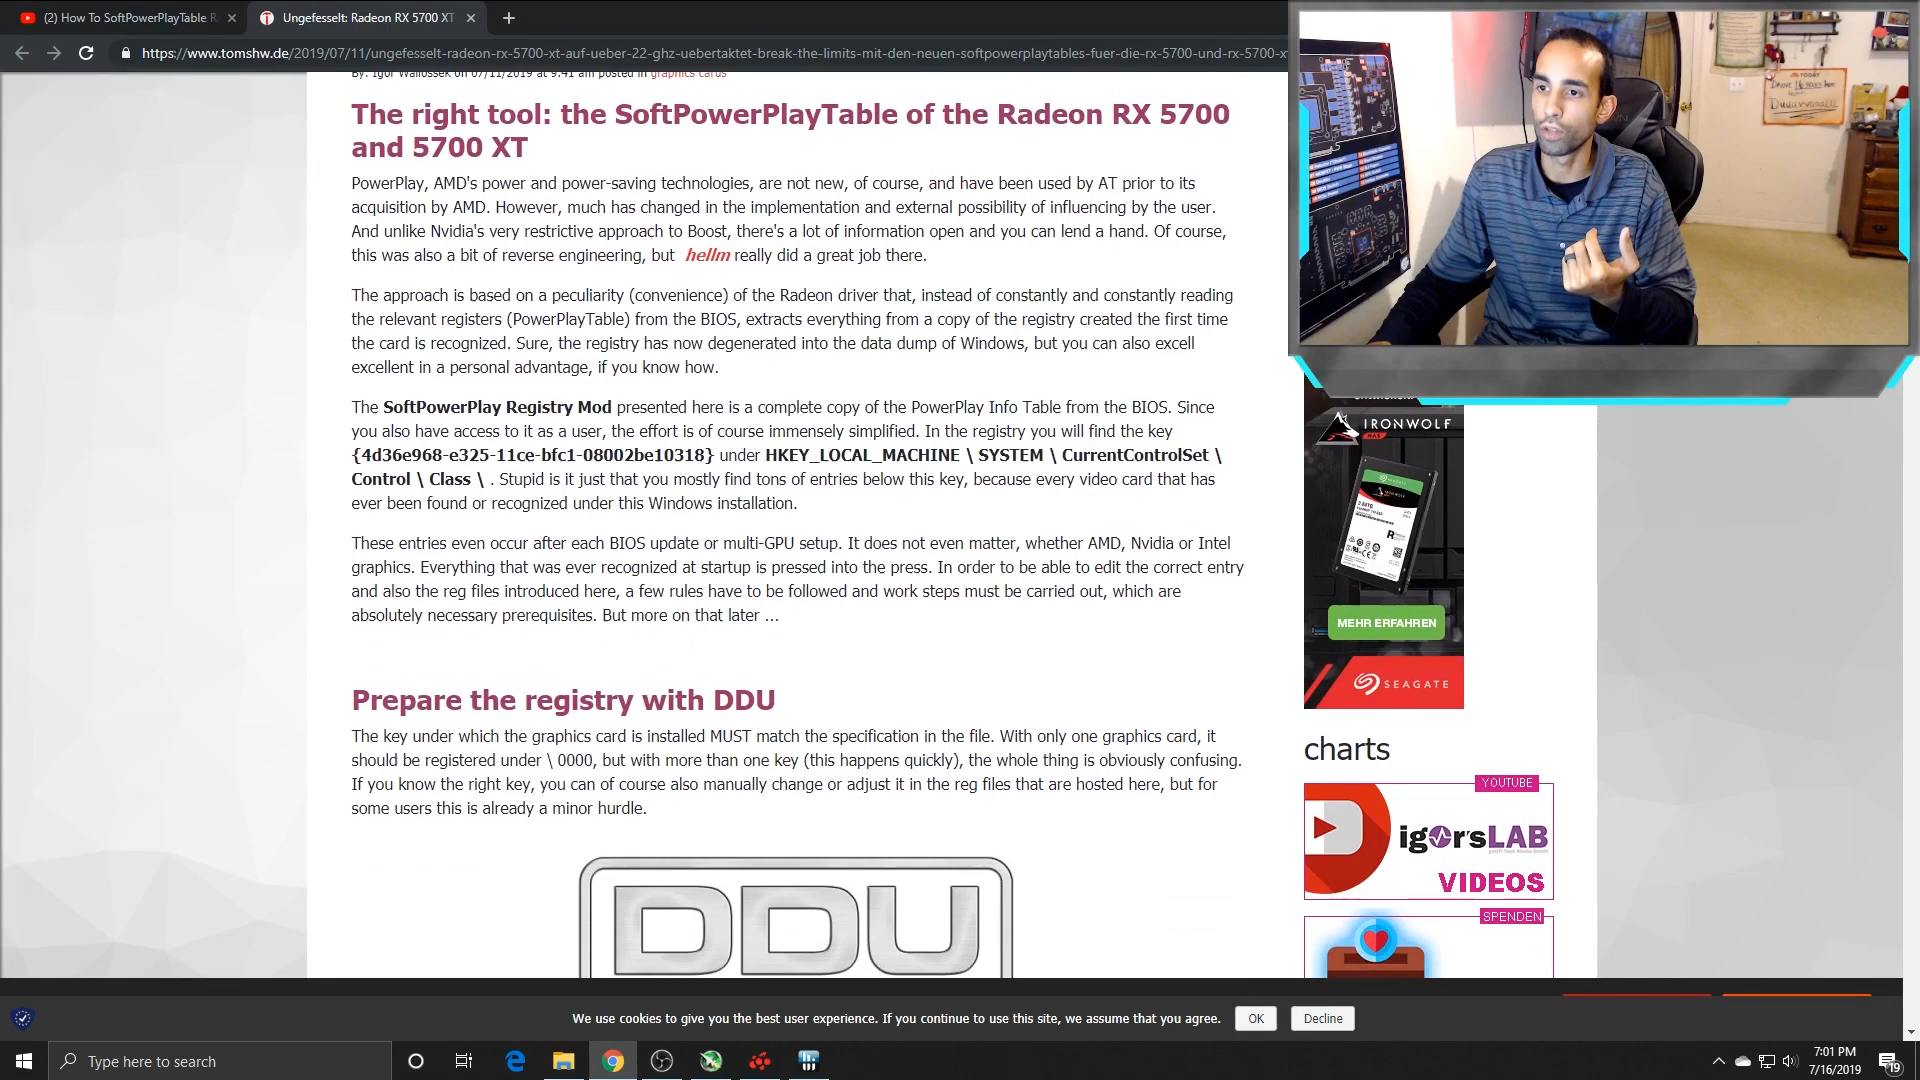 (2) How To SoftPowerPlayTable R
Ungefesselt: Radeon RX 5700 XT
https://www.tomshw.de/2019/07/11/ungefesselt-radeon-rx-5700-xt-auf-ueber-22-ghz-uebertaktet-break-the-limits-mit-den-neuen-softpowerplaytables-fuer-die-rx-5700-und-rx-5700-x
By: Igor Wallossek on 07/11/2019 at 9:41 am posted in graphics cards
The right tool: the SoftPowerPlayTable of the Radeon RX 5700
and 5700 XT
PowerPlay, AMD's power and power-saving technologies, are not new, of course, and have been used by AT prior to its
acquisition by AMD. However, much has changed in the implementation and external possibility of influencing by the user.
And unlike Nvidia's very restrictive approach to Boost, there's a lot of information open and you can lend a hand. Of course,
this was also a bit of reverse engineering, but hellm really did a great job there.
The approach is based on a peculiarity (convenience) of the Radeon driver that, instead of constantly and constantly reading
the relevant registers (PowerPlayTable) from the BIOS, extracts everything from a copy of the registry created the first time
the card is recognized. Sure, the registry has now degenerated into the data dump of Windows, but you can also excell
excellent in a personal advantage, if you know how.
The SoftPowerPlay Registry Mod presented here is a complete copy of the PowerPlay Info Table from the BIOS. Since
you also have access to it as a user, the effort is of course immensely simplified. In the registry you will find the key
{4d36e968-e325-11ce-bfc1-08002be10318} under HKEY_LOCAL_MACHINE \ SYSTEM \ CurrentControlSet \
Control \ Class \ . Stupid is it just that you mostly find tons of entries below this key, because every video card that has
ever been found or recognized under this Windows installation.
These entries even occur after each BIOS update or multi-GPU setup. It does not even matter, whether AMD, Nvidia or Intel
graphics. Everything that was ever recognized at startup is pressed into the press. In order to be able to edit the correct entry
and also the reg files introduced here, a few rules have to be followed and work steps must be carried out, which are
absolutely necessary prerequisites. But more on that later ...
Prepare the registry with DDU
The key under which the graphics card is installed MUST match the specification in the file. With only one graphics card, it
should be registered under \ 0000, but with more than one key (this happens quickly), the whole thing is obviously confusing.
If you know the right key, you can of course also manually change or adjust it in the reg files that are hosted here, but for
some users this is already a minor hurdle.
DDU
TODAY
IRONWOLF
NAS
MEHR ERFAHREN
SEAGATE
charts
YOUTUBE
igorsLAB
VIDEOS
SPENDEN
We use cookies to give you the best user experience. If you continue to use this site, we assume that you agree.
OK
Decline
Type here to search
7:01 PM
7/16/2019
19